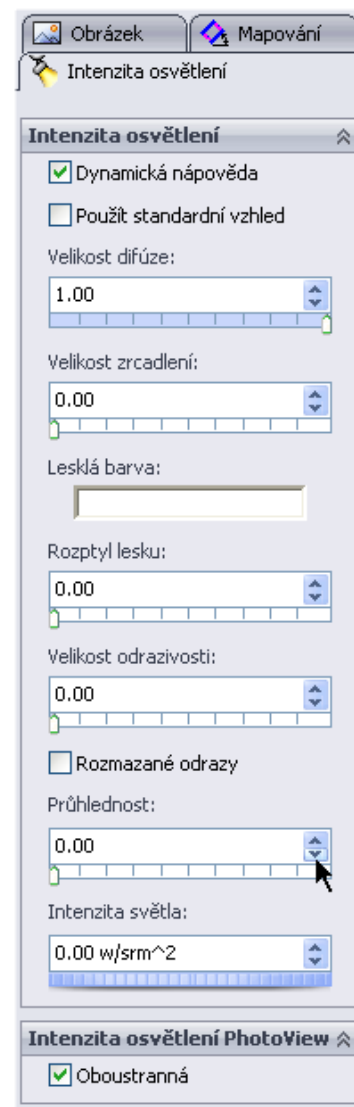 Obrázek
Mapování
Intenzita osvětlení
Intenzita osvětlení
Dynamická nápověda
Použít standardní vzhled
Velikost difúze:
1.00
Velikost zrcadlení:
0.00
Lesklá barva:
Rozptyl lesku:
0.00
Velikost odrazivosti:
0.00
Rozmazané odrazy
Průhlednost:
0.00
Intenzita světla:
0.00 w/srm^2
Intenzita osvětlení PhotoView
Oboustranná